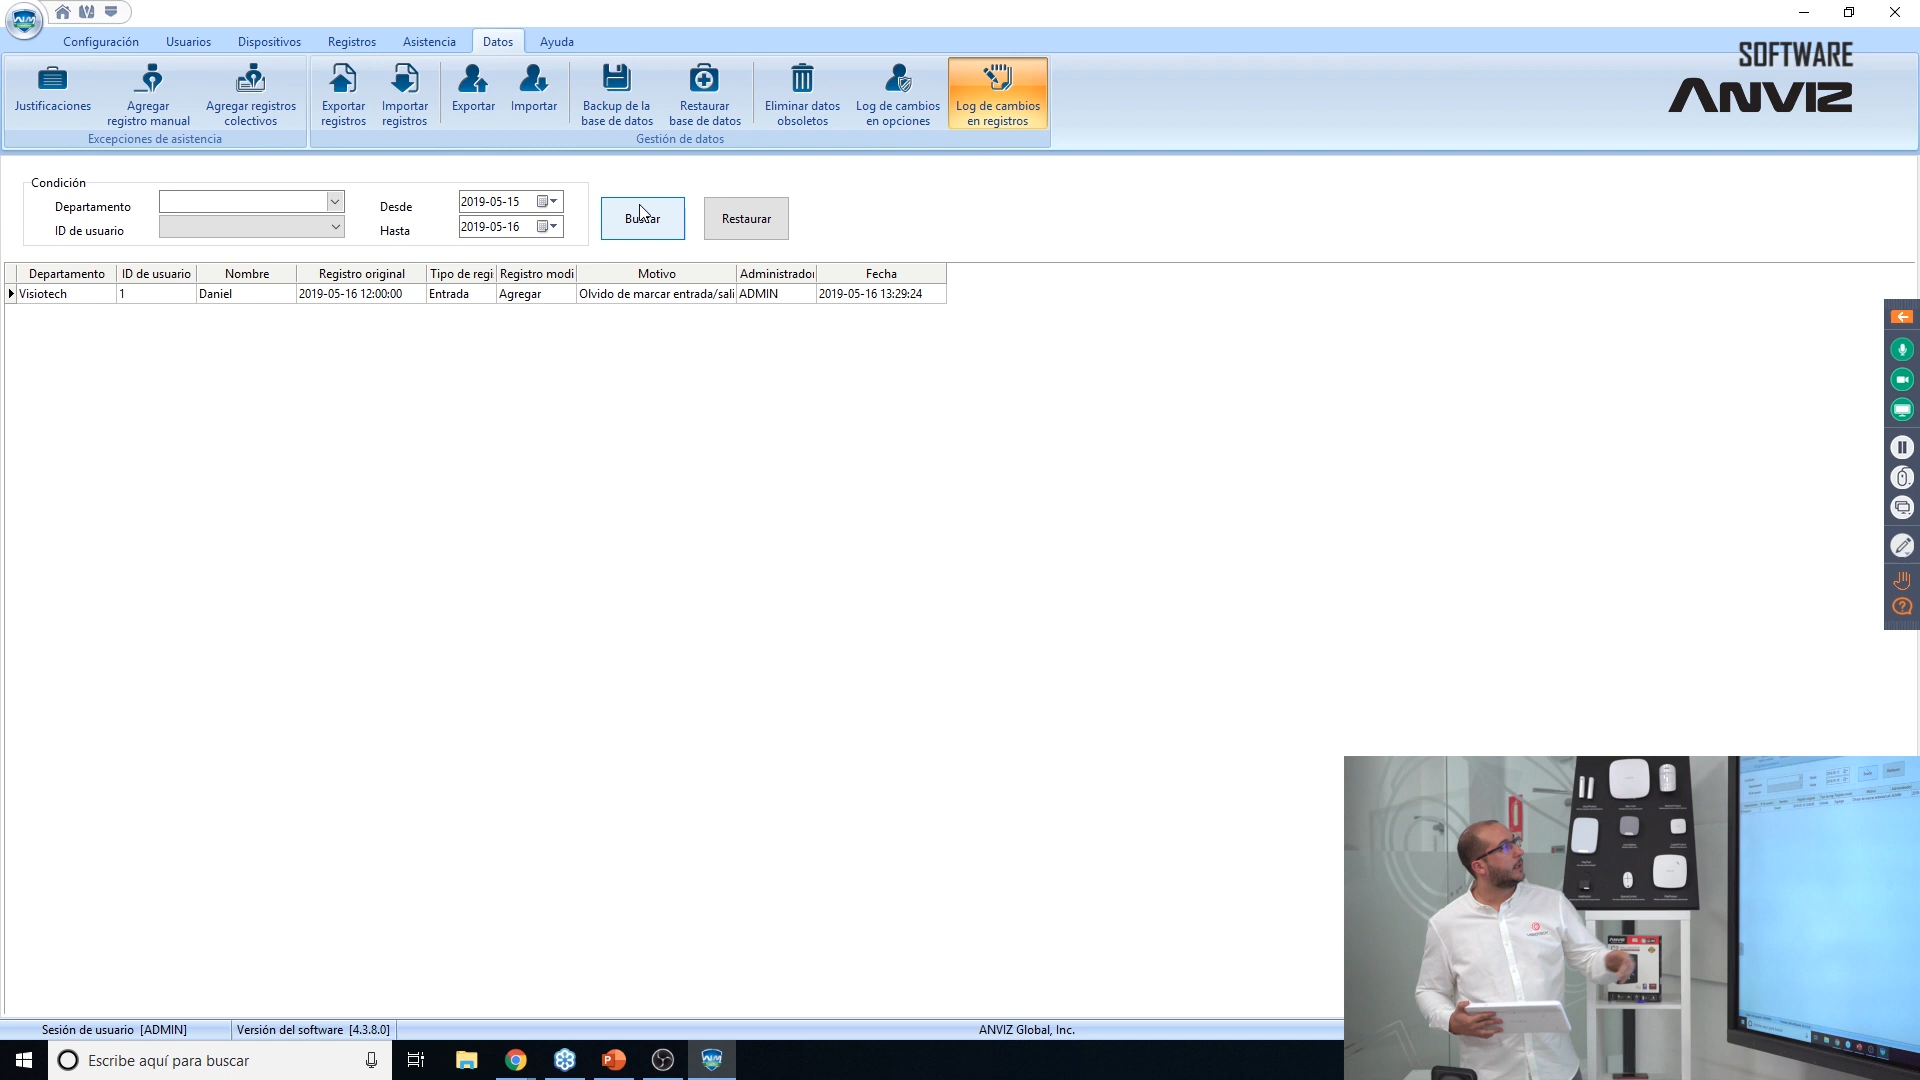 Configuración Usuarios Dispositivos Registros Asistencia Datos Ayuda
SOFTWARE
ANVIZ
Justificaciones
Agregar
registro manual
Agregar registros
colectivos
Exportar
registros
Importar
registros
Exportar
Importar
Backup de la
base de datos
Restaurar
base de datos
Eliminar datos
obsoletos
Log de cambios
en opciones
Log de cambios
en registros
Excepciones de asistencia
Gestión de datos
Condición
Departamento
Desde 2019-05-15
ID de usuario
Hasta 2019-05-16
Buscar
Restaurar
Departamento ID de usuario Nombre Registro original Tipo de regi Registro modi Motivo Administrador Fecha
Visiotech 1 Daniel 2019-05-16 12:00:00 Entrada Agregar Olvido de marcar entrada/sali ADMIN 2019-05-16 13:29:24
Sesión de usuario [ADMIN] Versión del software [4.3.8.0] ANVIZ Global, Inc.
Escribe aquí para buscar